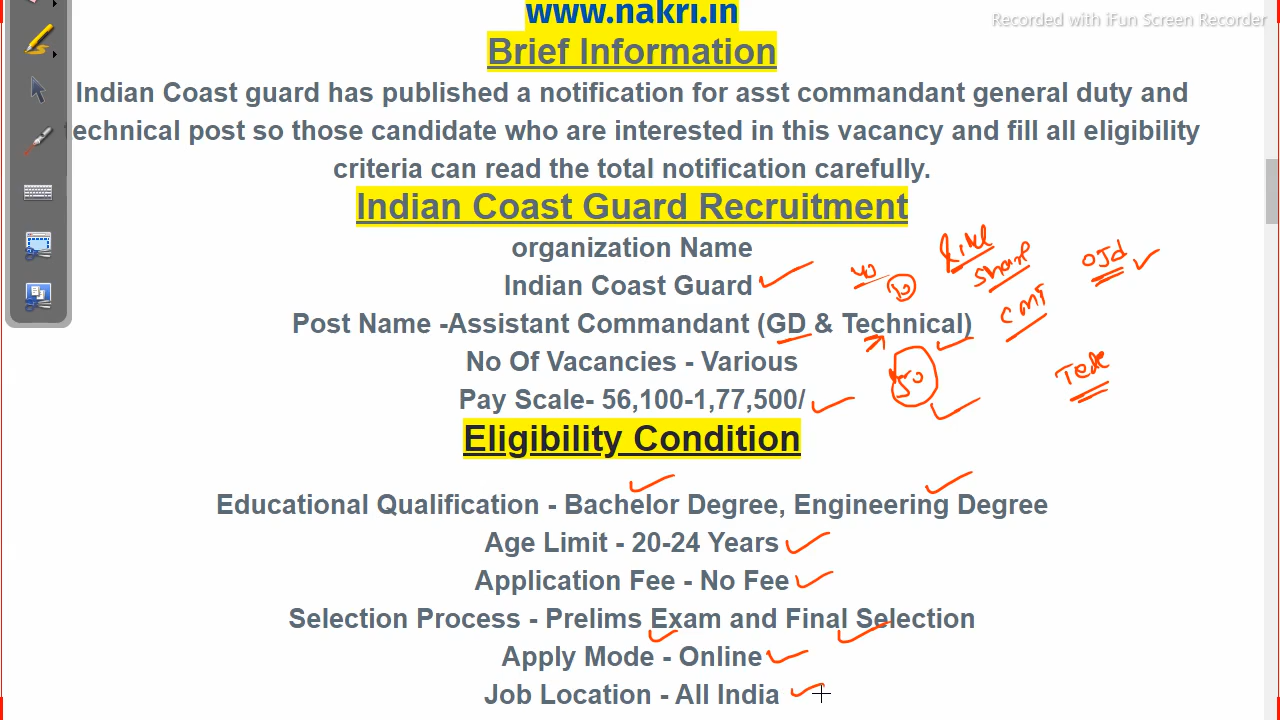 www.nakri.in
Recorded with iFun Screen Recorder
Brief Information
Indian Coast guard has published a notification for asst commandant general duty and
technical post so those candidate who are interested in this vacancy and fill all eligibility
criteria can read the total notification carefully.
Indian Coast Guard Recruitment
organization Name
Indian Coast Guard
Post Name -Assistant Commandant (GD & Technical)
No Of Vacancies - Various
50
Pay Scale- 56,100-1,77,500/
Eligibility Condition
Educational Qualification - Bachelor Degree, Engineering Degree
Age Limit - 20-24 Years
Application Fee - No Fee
Selection Process - Prelims Exam and Final Selection
Apply Mode - Online
Job Location - All India